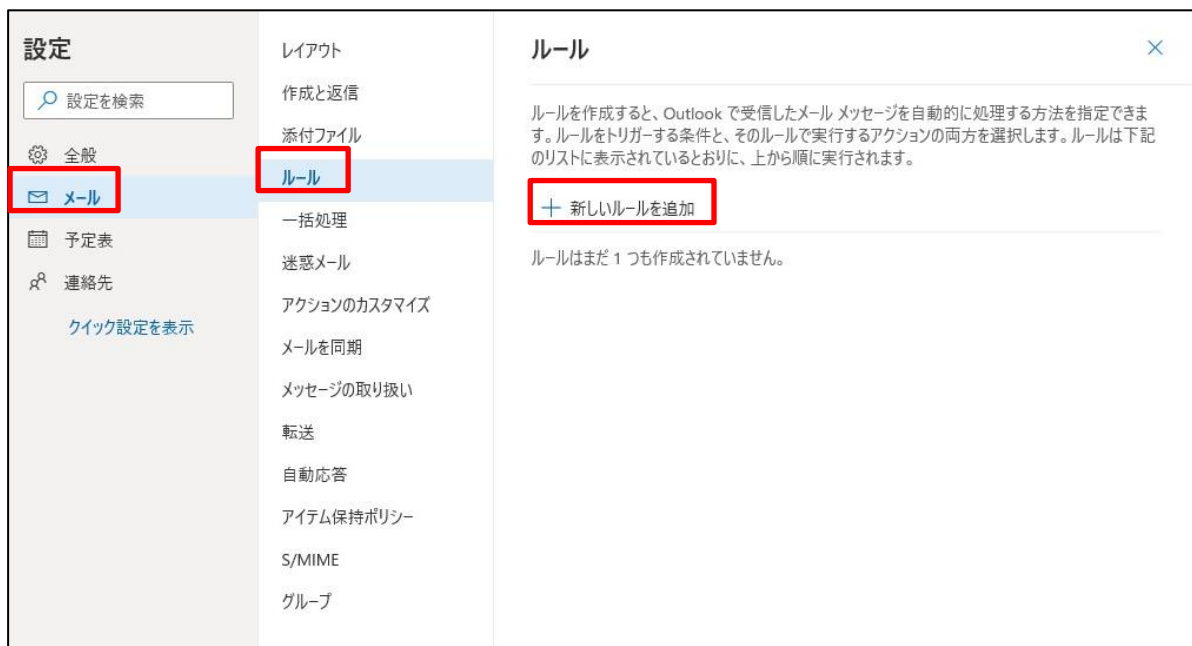 設定
設定を検索
全般
メール
予定表
連絡先
クイック設定を表示
レイアウト
作成と返信
添付ファイル
ルール
一括処理
迷惑メール
アクションのカスタマイズ
メールを同期
メッセージの取り扱い
転送
自動応答
アイテム保持ポリシー
S/MIME
グループ
ルール
ルールを作成すると、Outlook で受信したメール メッセージを自動的に処理する方法を指定できま
す。ルールをトリガーする条件と、そのルールで実行するアクションの両方を選択します。ルールは下記
のリストに表示されているとおりに、上から順に実行されます。
新しいルールを追加
ルールはまだ 1 つも作成されていません。